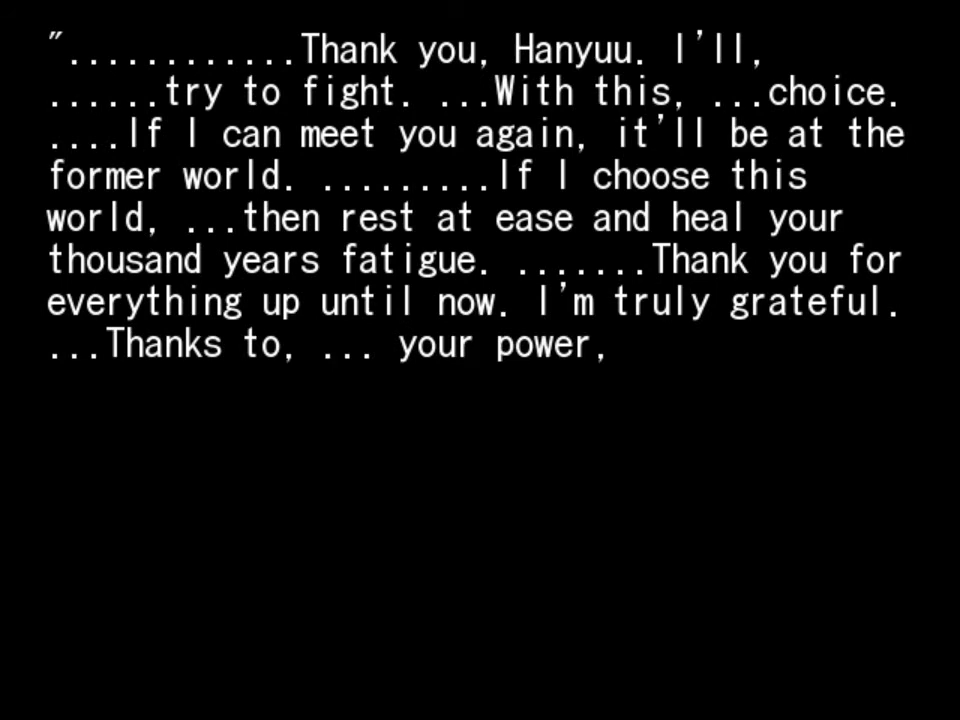 "............Thank you, Hanyuu. I'll,
......try to fight. ...With this, ...choice.
....If I can meet you again, it'll be at the
former world. .........If I choose this
world, ...then rest at ease and heal your
thousand years fatigue. .......Thank you for
everything up until now. I'm truly grateful.
...Thanks to, ... your power,